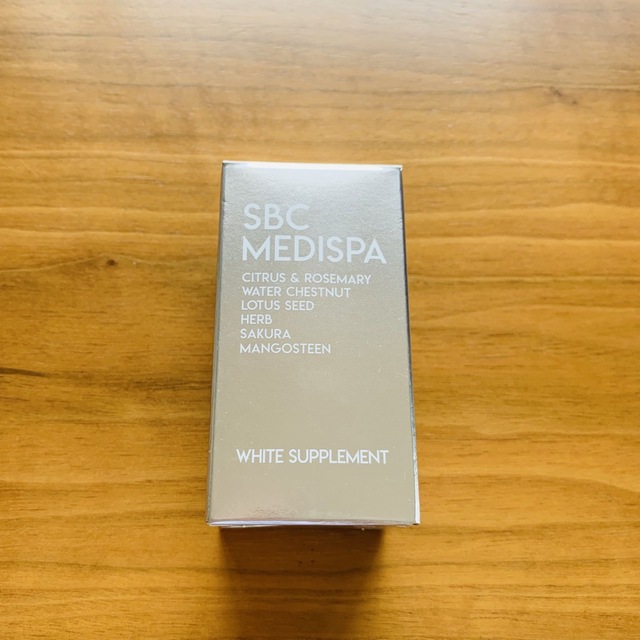 SBC
MEDISPA
CITRUS & ROSEMARY
WATER CHESTNUT
LOTUS SEED
HERB
SAKURA
MANGOSTEEN
WHITE SUPPLEMENT